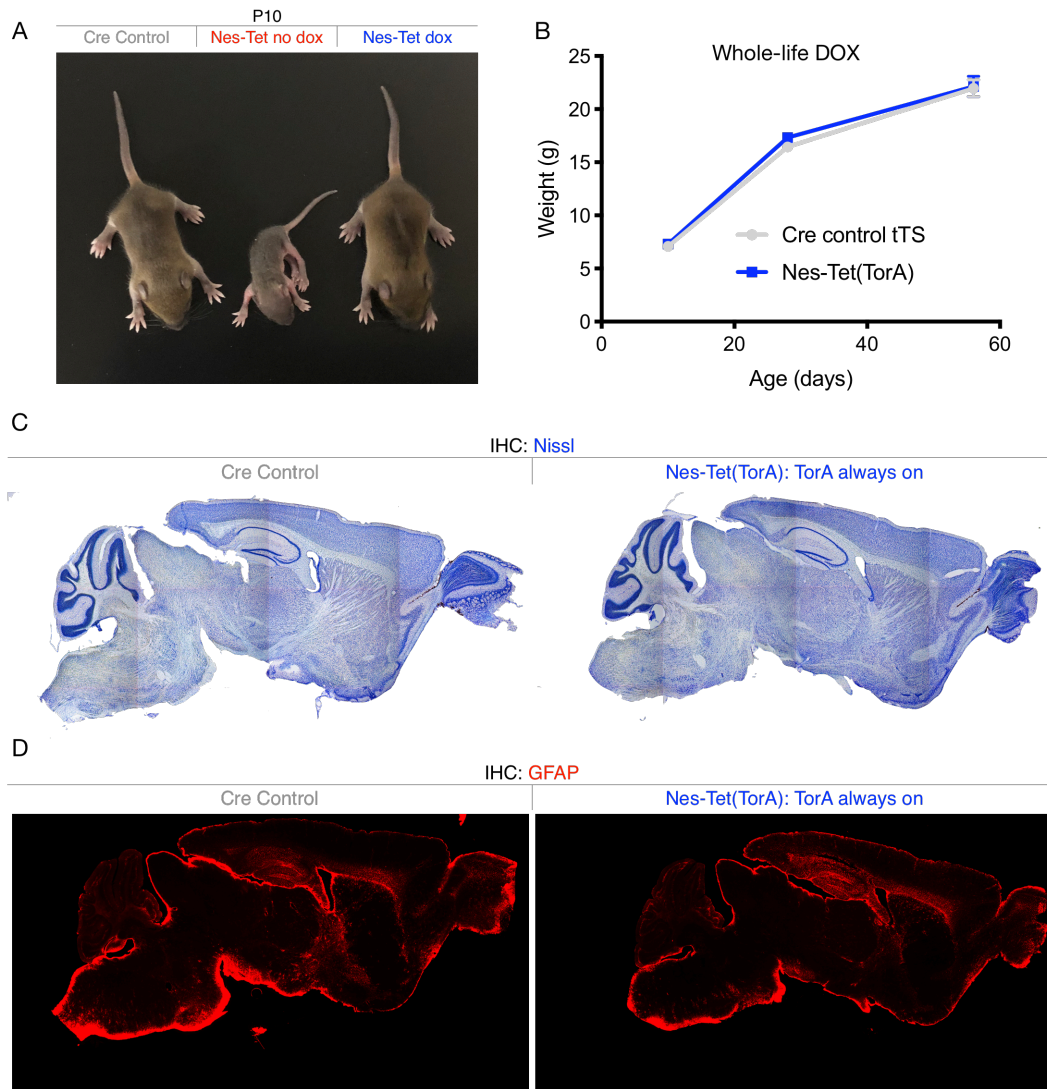 A
P10
Cre Control
Nes-Tet no dox
Nes-Tet dox
B
Whole-life DOX
25
20
15
10
5
0
Weight (g)
Cre control tTS
Nes-Tet(TorA)
0
20
40
60
Age (days)
C
IHC: Nissl
Cre Control
Nes-Tet(TorA): TorA always on
D
IHC: GFAP
Cre Control
Nes-Tet(TorA): TorA always on